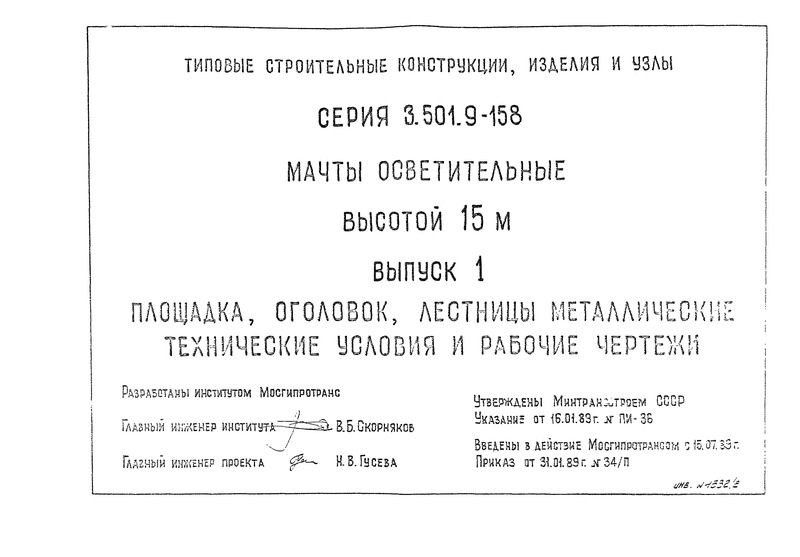 ТИПОВЫЕ СТРОИТЕЛЬНЫЕ КОНСТРУКЦИИ, ИЗДЕЛИЯ И УЗЛЫ
СЕРИЯ 3.501.9-158
МАЧТЫ ОСВЕТИТЕЛЬНЫЕ
ВЫСОТОЙ 15 М
ВЫПУСК 1
ПЛОЩАДКА, ОГОЛОВОК, ЛЕСТНИЦЫ МЕТАЛЛИЧЕСКИЕ
ТЕХНИЧЕСКИЕ УСЛОВИЯ И РАБОЧИЕ ЧЕРТЕЖИ
Разработаны институтом Мосгипротранс
Главный инженер института В.Б.Скорняков
Главный инженер проекта Н.В.Гусева
Утверждены Минтрансстроем СССР
Указание от 16.01.89г. № ПИ-36
Введены в действие Мосгипротрансом с 15.07.89г.
Приказ от 31.01.89г. № 34/П
инв. №